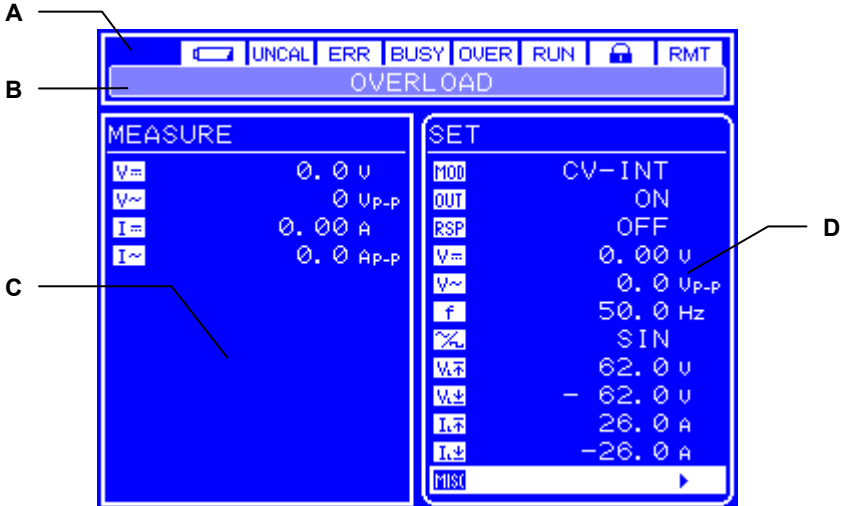 A
UNCAL ERR BUSY OVER RUN RMT
B
OVERLOAD
MEASURE
V 0.0 V
V~ 0 Vp-p
I 0.00 A
I~ 0.0 Ap-p
C
SET
MOD CV-INT
OUT ON
RSP OFF
V 0.00 V
V~ 0.0 Vp-p
f 50.0 Hz
SIN
V 62.0 V
V - 62.0 V
I 26.0 A
I -26.0 A
MISC
D